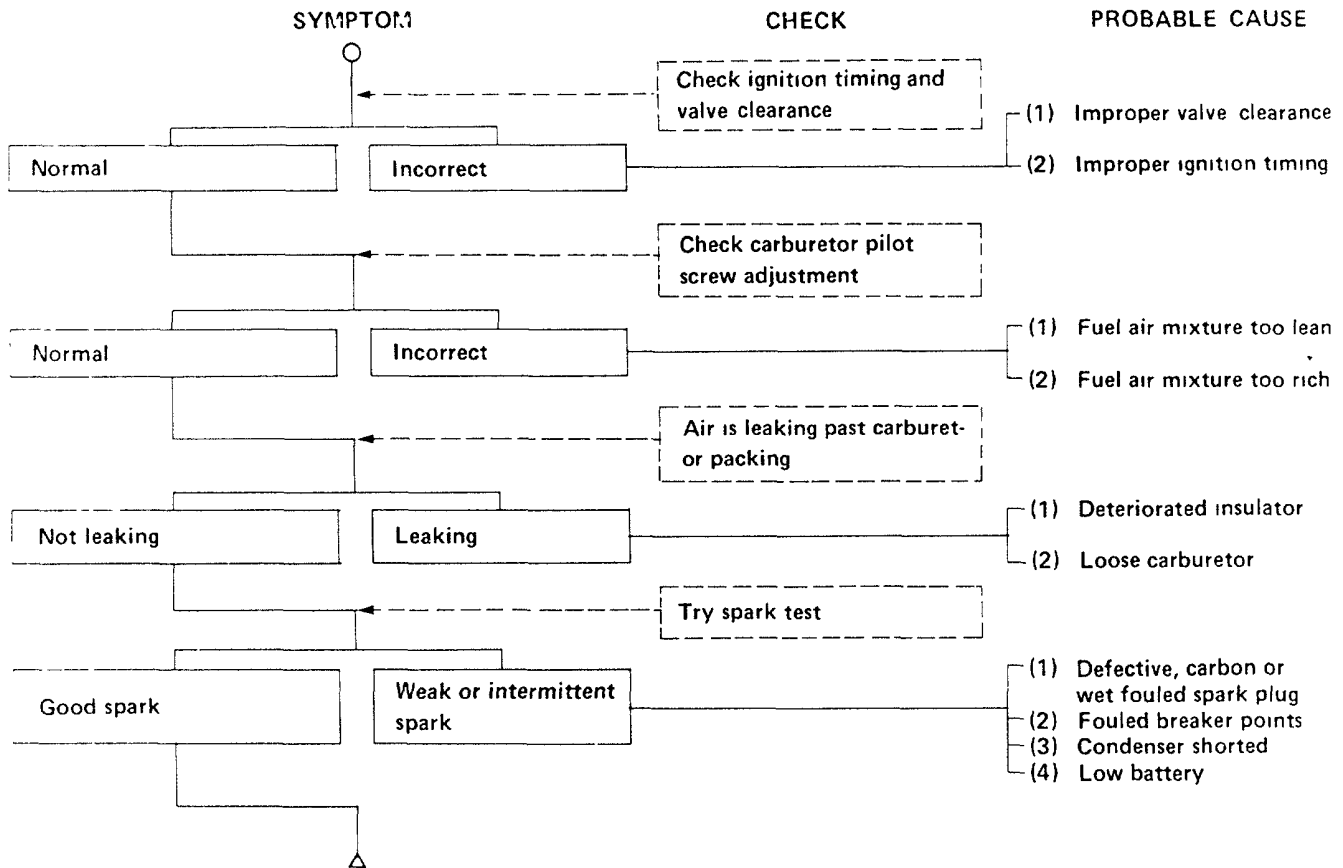 SYMPTOM CHECK PROBABLE CAUSE
Check ignition timing and
valve clearance
(1) Improper valve clearance
Normal
Incorrect
(2) Improper ignition timing
Check carburetor pilot
screw adjustment
(1) Fuel air mixture too lean
Normal
Incorrect
(2) Fuel air mixture too rich
Air is leaking past carburet-
or packing
(1) Deteriorated insulator
Not leaking
Leaking
(2) Loose carburetor
Try spark test
Good spark
Weak or intermittent
spark
(1) Defective, carbon or
wet fouled spark plug
(2) Fouled breaker points
(3) Condenser shorted
(4) Low battery